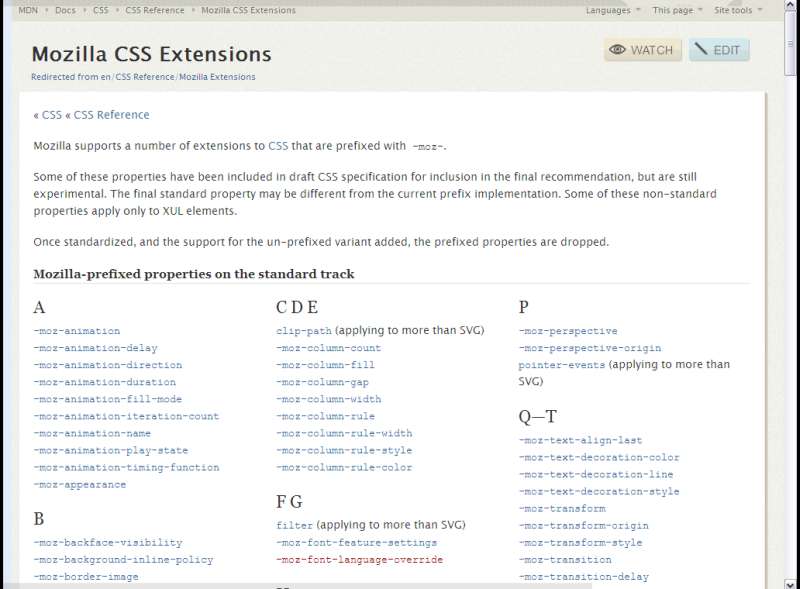 MDN Docs CSS CSS Reference Mozilla CSS Extensions
Languages This page Site tools
Mozilla CSS Extensions
WATCH EDIT
Redirected from en/CSS Reference/Mozilla Extensions
« CSS « CSS Reference
Mozilla supports a number of extensions to CSS that are prefixed with -moz-.
Some of these properties have been included in draft CSS specification for inclusion in the final recommendation, but are still
experimental. The final standard property may be different from the current prefix implementation. Some of these non-standard
properties apply only to XUL elements.
Once standardized, and the support for the un-prefixed variant added, the prefixed properties are dropped.
Mozilla-prefixed properties on the standard track
A
-moz-animation
-moz-animation-delay
-moz-animation-direction
-moz-animation-duration
-moz-animation-fill-mode
-moz-animation-iteration-count
-moz-animation-name
-moz-animation-play-state
-moz-animation-timing-function
-moz-appearance
B
-moz-backface-visibility
-moz-background-inline-policy
-moz-border-image
C D E
clip-path (applying to more than SVG)
-moz-column-count
-moz-column-fill
-moz-column-gap
-moz-column-width
-moz-column-rule
-moz-column-rule-width
-moz-column-rule-style
-moz-column-rule-color
F G
filter (applying to more than SVG)
-moz-font-feature-settings
-moz-font-language-override
P
-moz-perspective
-moz-perspective-origin
pointer-events (applying to more than
SVG)
Q—T
-moz-text-align-last
-moz-text-decoration-color
-moz-text-decoration-line
-moz-text-decoration-style
-moz-transform
-moz-transform-origin
-moz-transform-style
-moz-transition
-moz-transition-delay